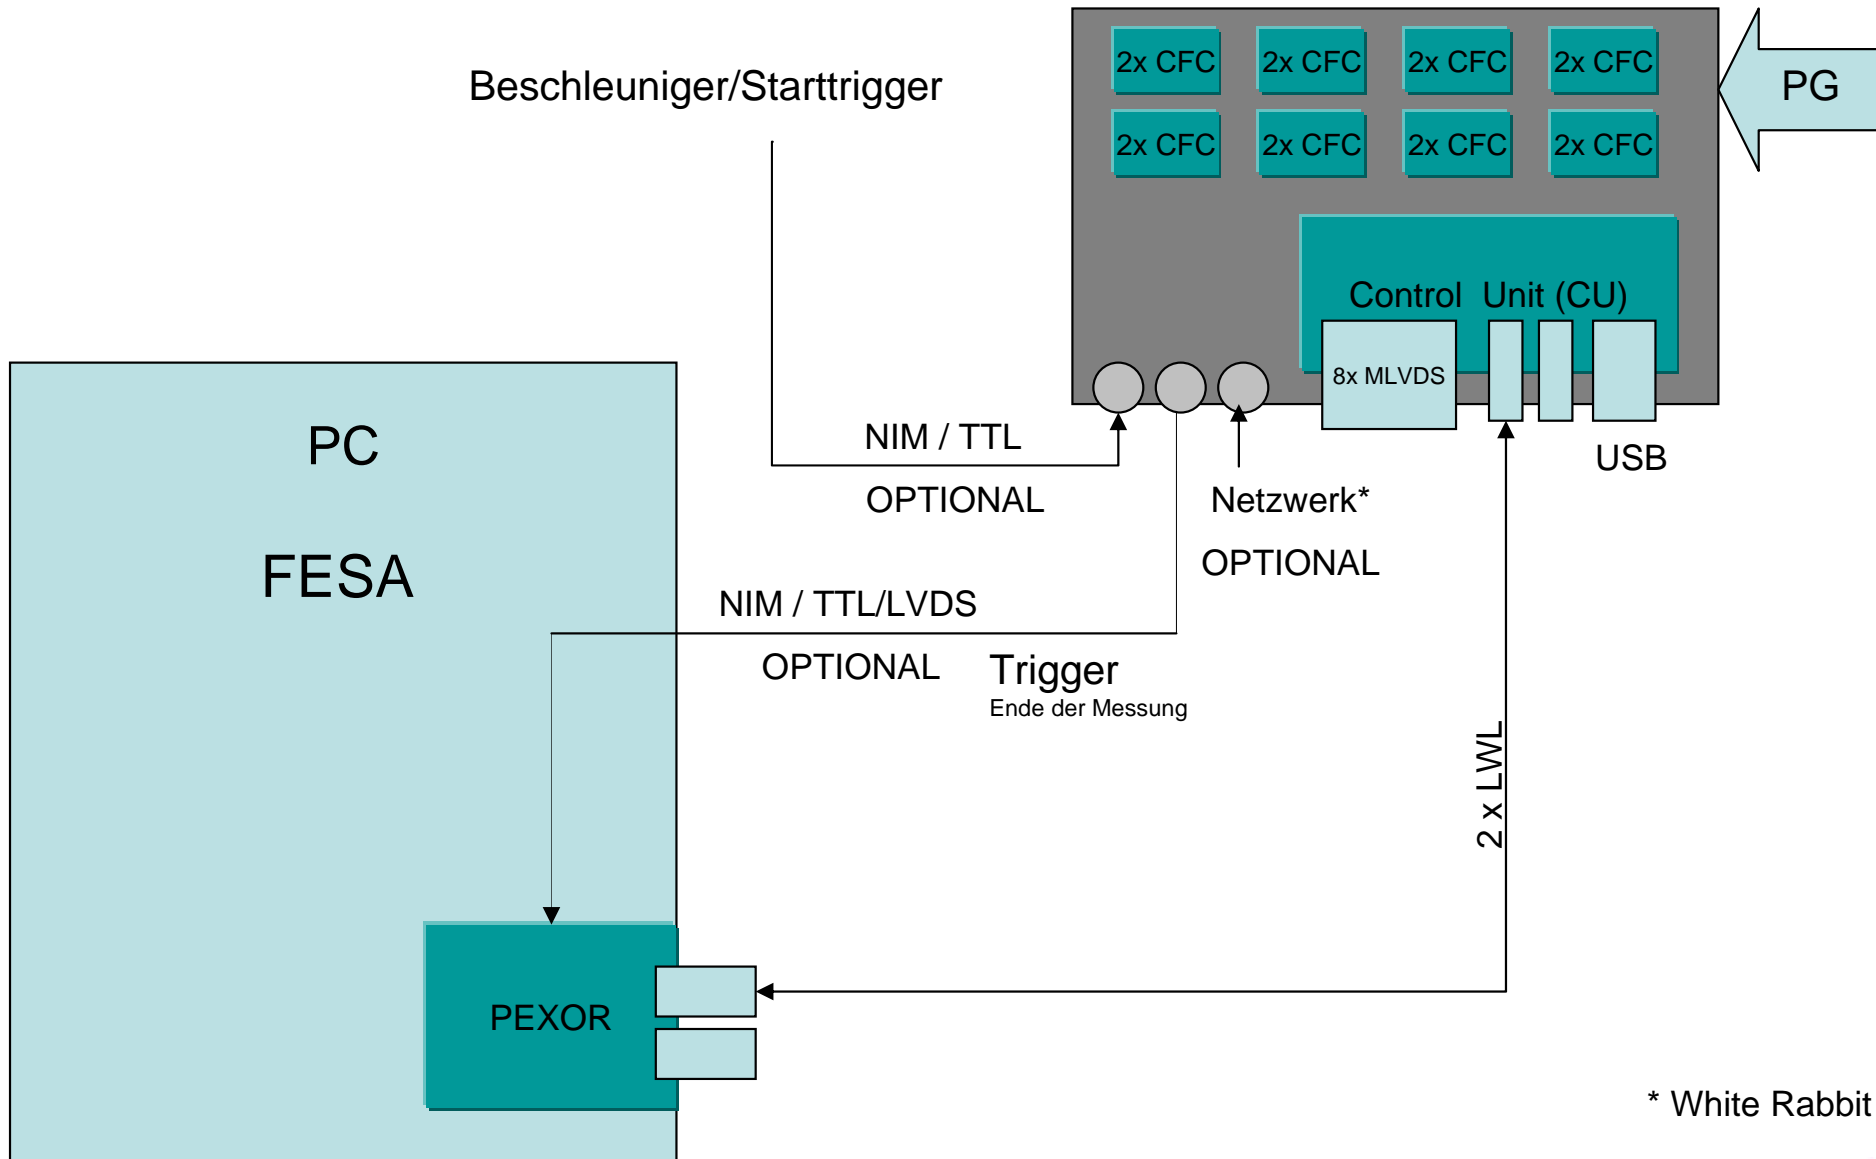 2x CFC 2x CFC 2x CFC 2x CFC
PG
Beschleuniger/Starttrigger
2x CFC 2x CFC 2x CFC 2x CFC
Control Unit (CU)
8x MLVDS
USB
NIM / TTL
OPTIONAL
Netzwerk*
OPTIONAL
PC
FESA
NIM / TTL/LVDS
OPTIONAL
Trigger
Ende der Messung
2 x LWL
PEXOR
* White Rabbit